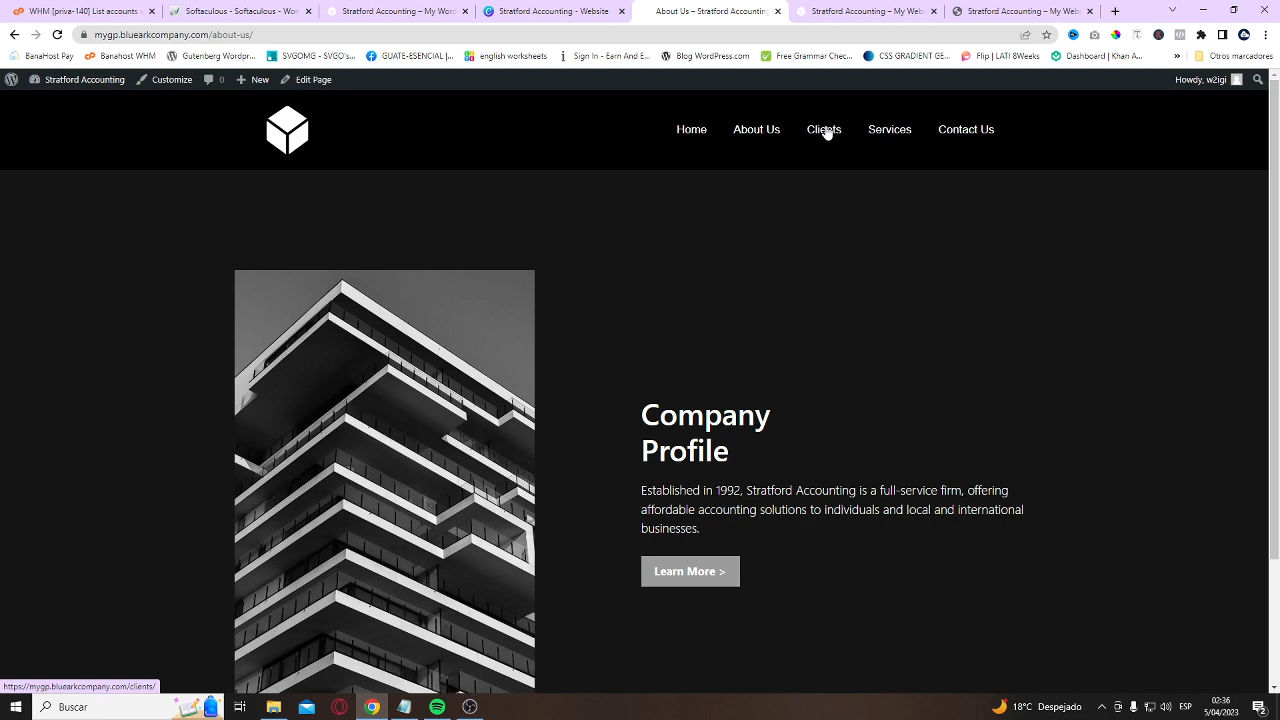 WHM [priva-140] List accounts
Softaculous - Softaculous - Wor
Stratford Accounting – My Wor
Stratford Accounting - Website
About Us – Stratford Accounting
Stratford Accounting – My Web
Stratford Accounting – My Web
mygp.bluearkcompany.com/about-us/
BanaHost Pay
Banahost WHM
Gutenberg Wordpr...
SVGOMG - SVGO's...
GUATE-ESENCIAL |...
english worksheets
Sign In - Earn And E...
Blog WordPress.com
Free Grammar Chec...
CSS GRADIENT GE...
Flip | LATI 8Weeks
Dashboard | Khan A...
»
Otros marcadores
Stratford Accounting
Customize
0
New
Edit Page
Howdy, w2igi
Home
About Us
Clients
Services
Contact Us
Company
Profile
Established in 1992, Stratford Accounting is a full-service firm, offering
affordable accounting solutions to individuals and local and international
businesses.
Learn More >
https://mygp.bluearkcompany.com/clients/
Buscar
18°C Despejado
ESP
02:36
5/04/2023